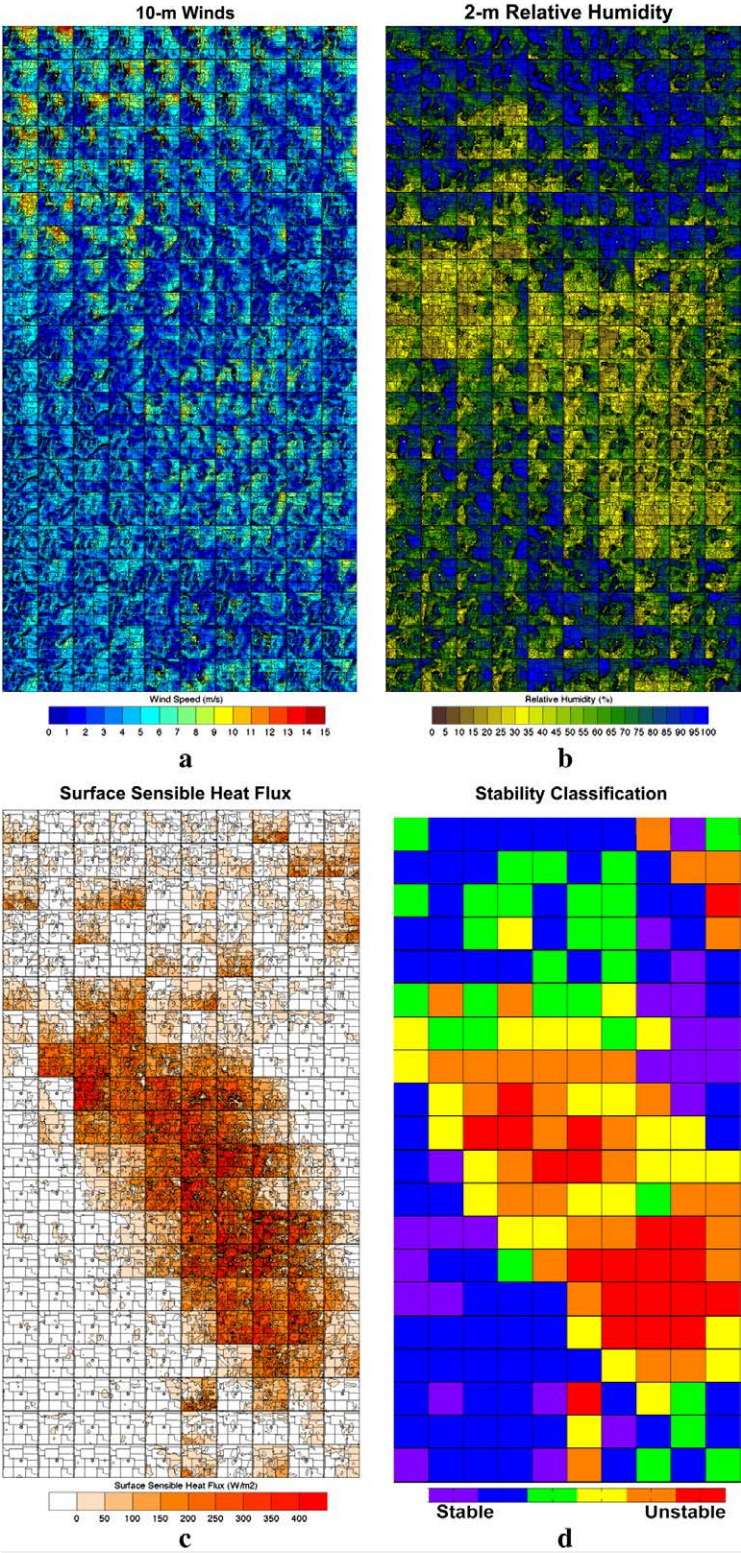 10-m Winds
2-m Relative Humidity
Wind Speed (m/s)
0 1 2 3 4 5 6 7 8 9 10 11 12 13 14 15
a
Relative Humidity (%)
0 5 10 15 20 25 30 35 40 45 50 55 60 65 70 75 80 85 90 95 100
b
Surface Sensible Heat Flux
Stability Classification
Surface Sensible Heat Flux (W/m2)
0 50 100 150 200 250 300 350 400
c
Stable Unstable
d